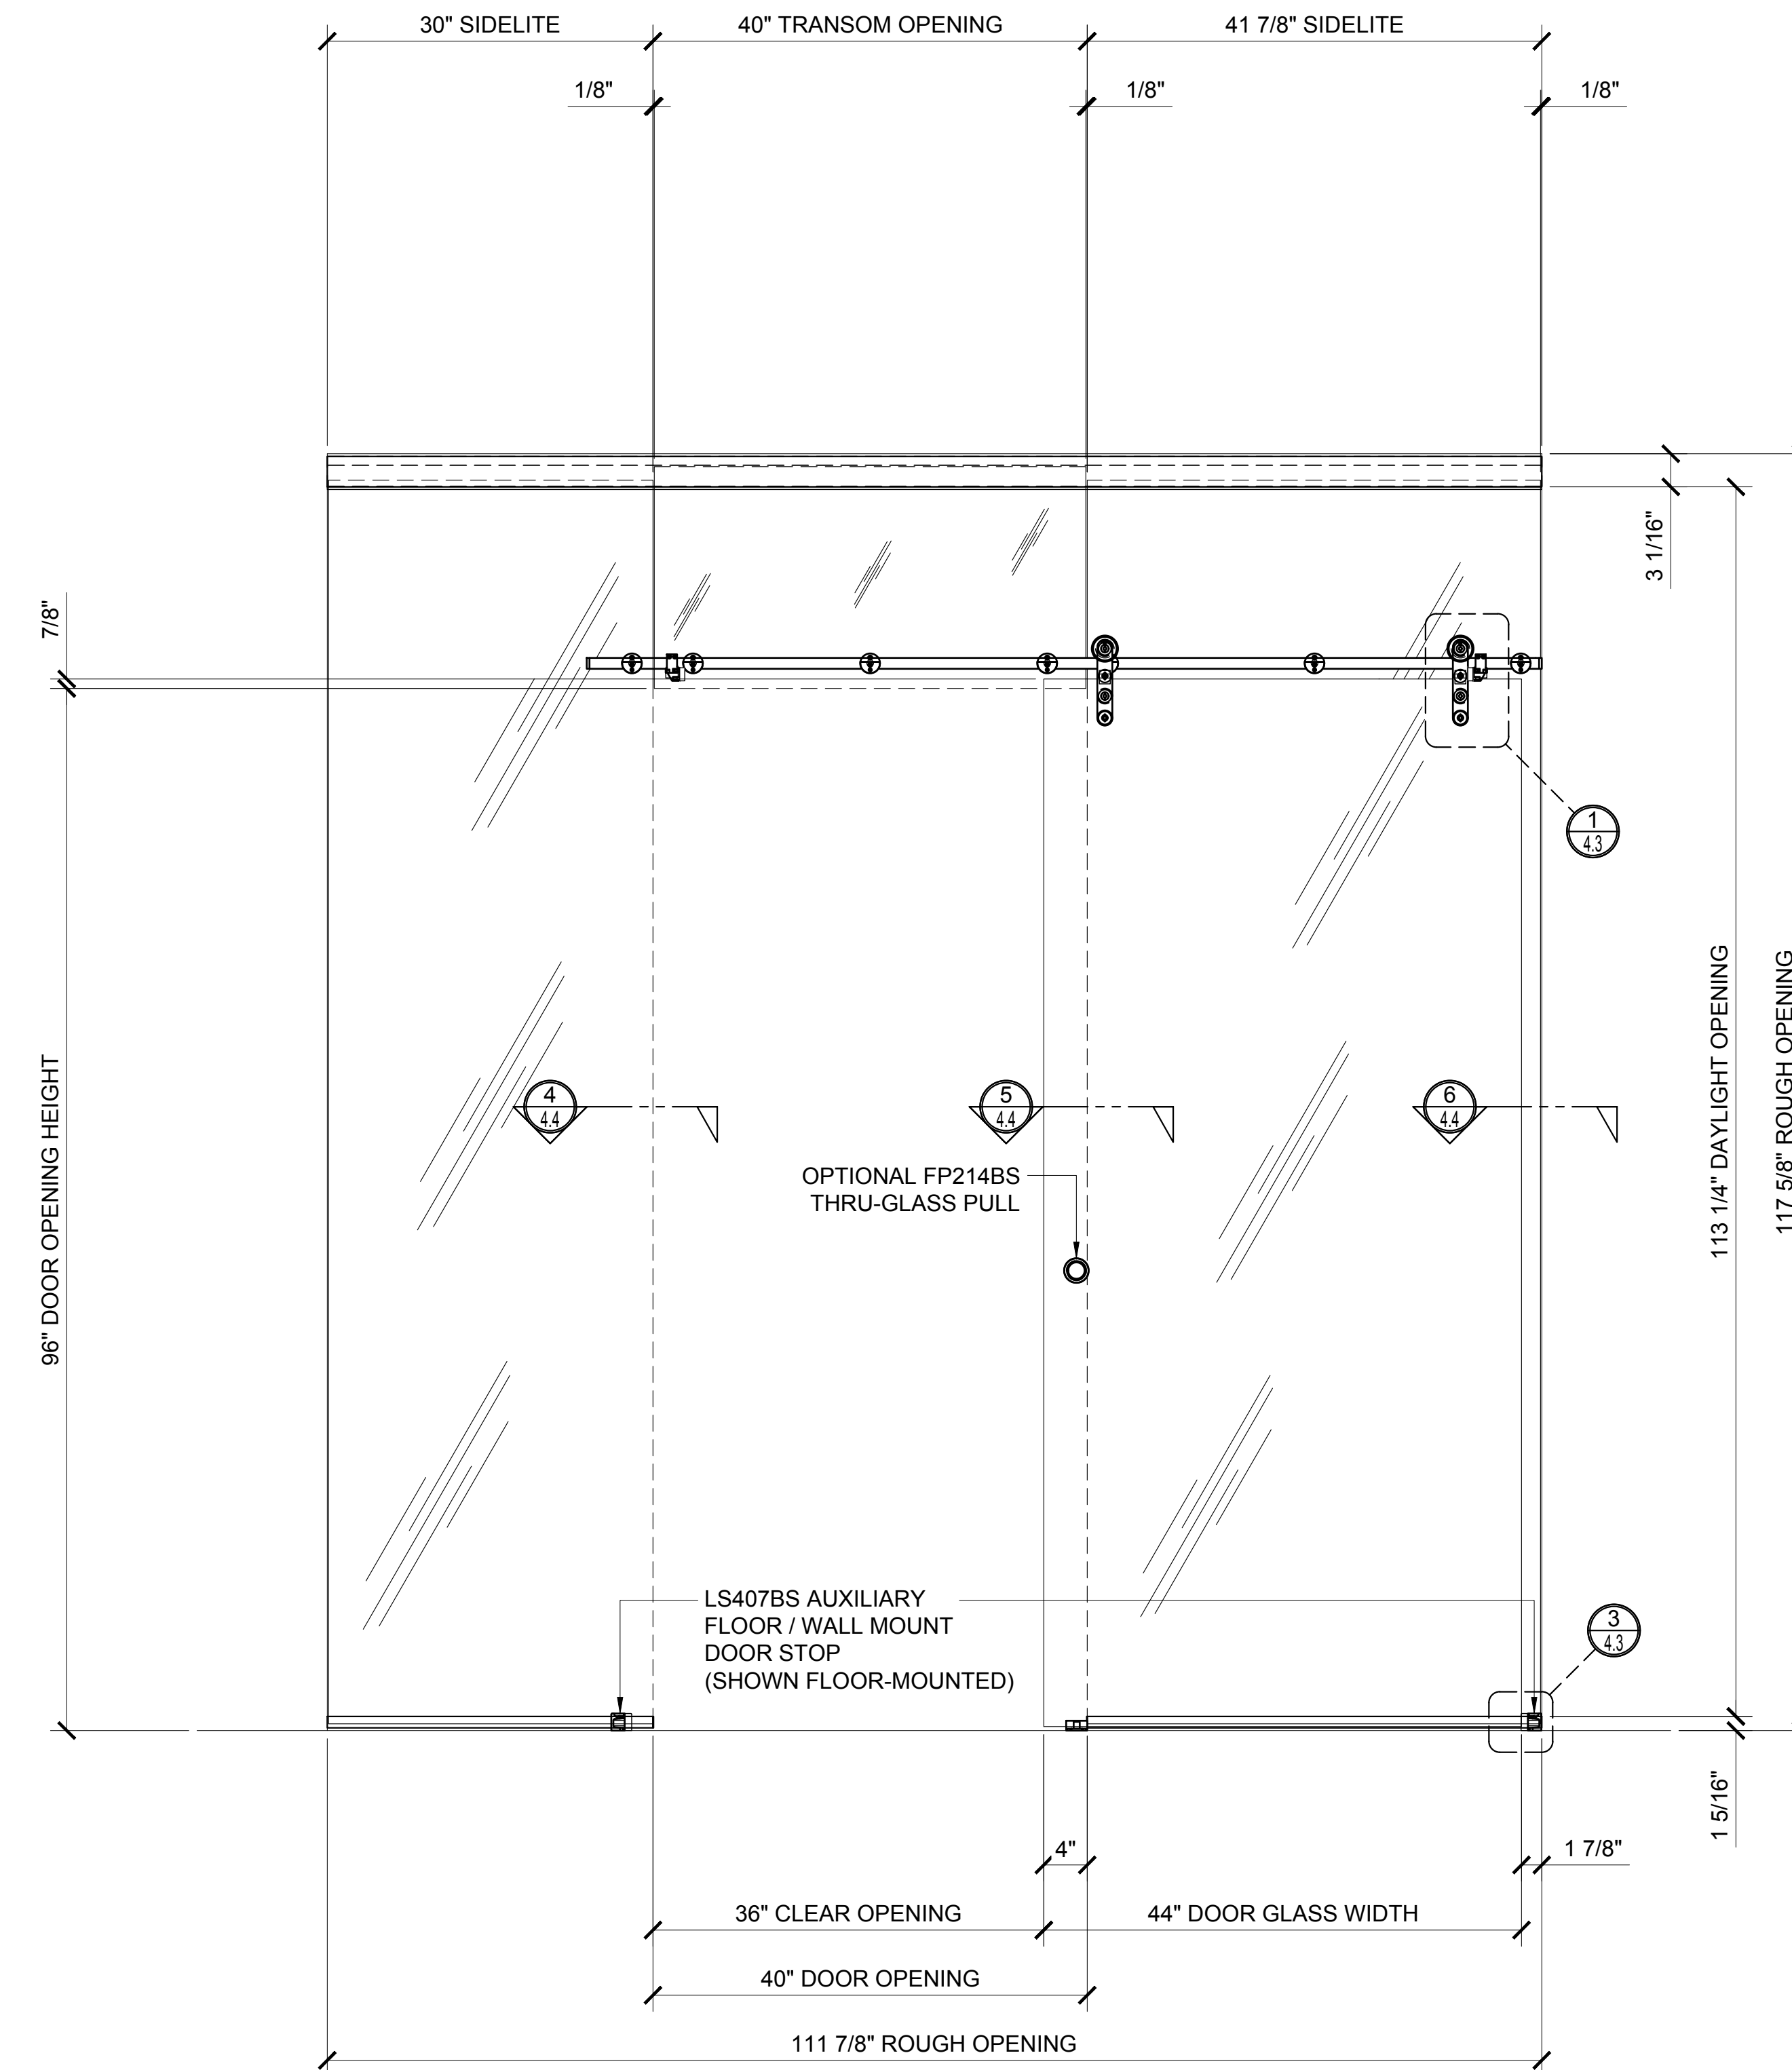 30" SIDELITE
40" TRANSOM OPENING
41 7/8" SIDELITE
1/8"
1/8"
1/8"
3 1/16"
7/8"
1
4.3
113 1/4" DAYLIGHT OPENING
117 5/8" ROUGH OPENING
96" DOOR OPENING HEIGHT
4
4.4
5
4.4
6
4.4
OPTIONAL FP214BS
THRU-GLASS PULL
LS407BS AUXILIARY
FLOOR / WALL MOUNT
DOOR STOP
(SHOWN FLOOR-MOUNTED)
3
4.3
1 5/16"
4"
1 7/8"
36" CLEAR OPENING
44" DOOR GLASS WIDTH
40" DOOR OPENING
111 7/8" ROUGH OPENING